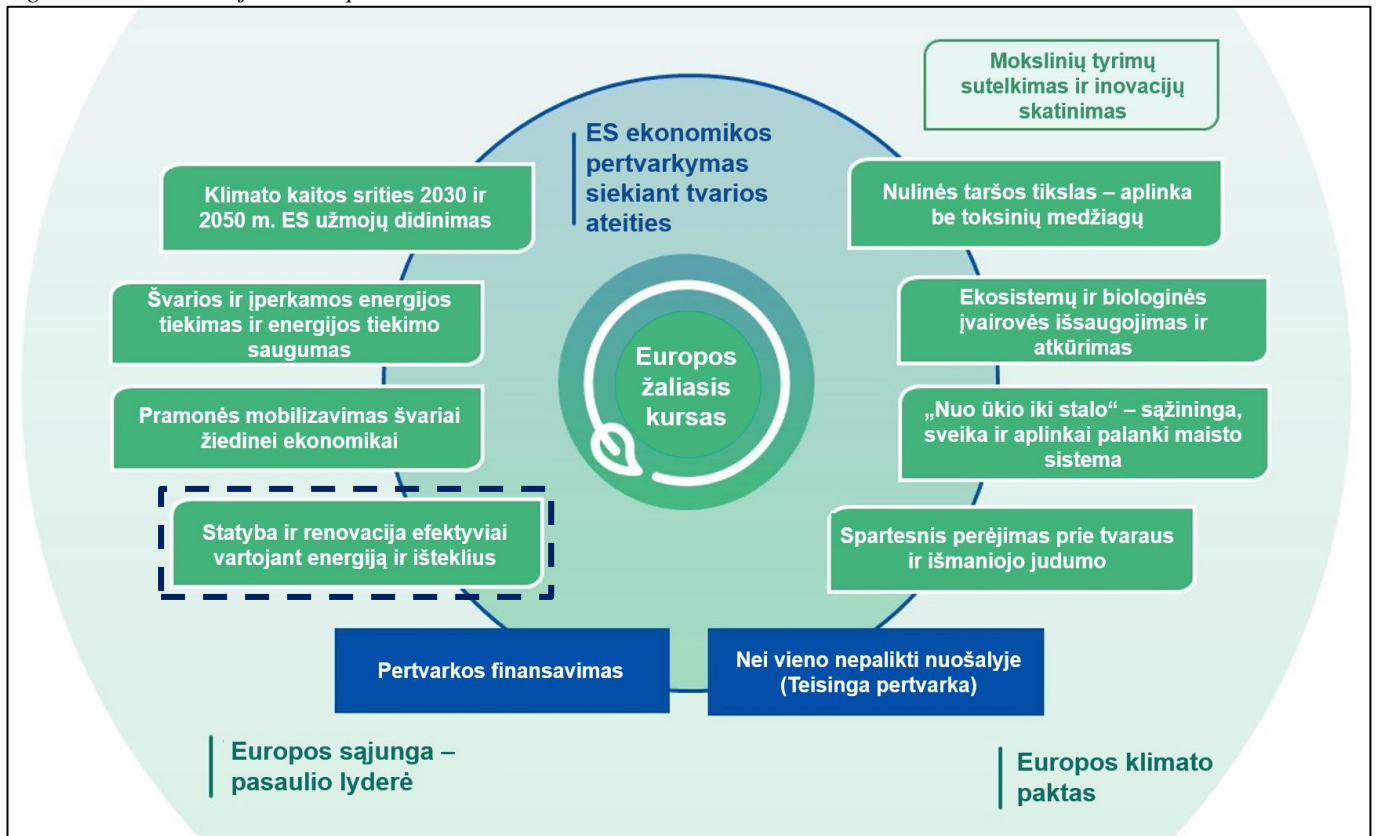 Mokslinių tyrimų
sutelkimas ir inovacijų
skatinimas
ES ekonomikos
pertvarkymas
siekiant tvarios
ateities
Klimato kaitos srities 2030 ir
2050 m. ES užmojų didinimas
Nulinės taršos tikslas – aplinka
be toksinių medžiagų
Švarios ir įperkamos energijos
tiekimas ir energijos tiekimo
saugumas
Ekosistemų ir biologinės
įvairovės išsaugojimas ir
atkūrimas
Europos
žaliasis
kursas
Pramonės mobilizavimas švariai
žiedinei ekonomikai
„Nuo ūkio iki stalo“ – sąžininga,
sveika ir aplinkai palanki maisto
sistema
Statyba ir renovacija efektyviai
vartojant energiją ir išteklius
Spartesnis perėjimas prie tvaraus
ir išmaniojo judumo
Pertvarkos finansavimas
Nei vieno nepalikti nuošalyje
(Teisinga pertvarka)
Europos sąjunga –
pasaulio lyderė
Europos klimato
paktas